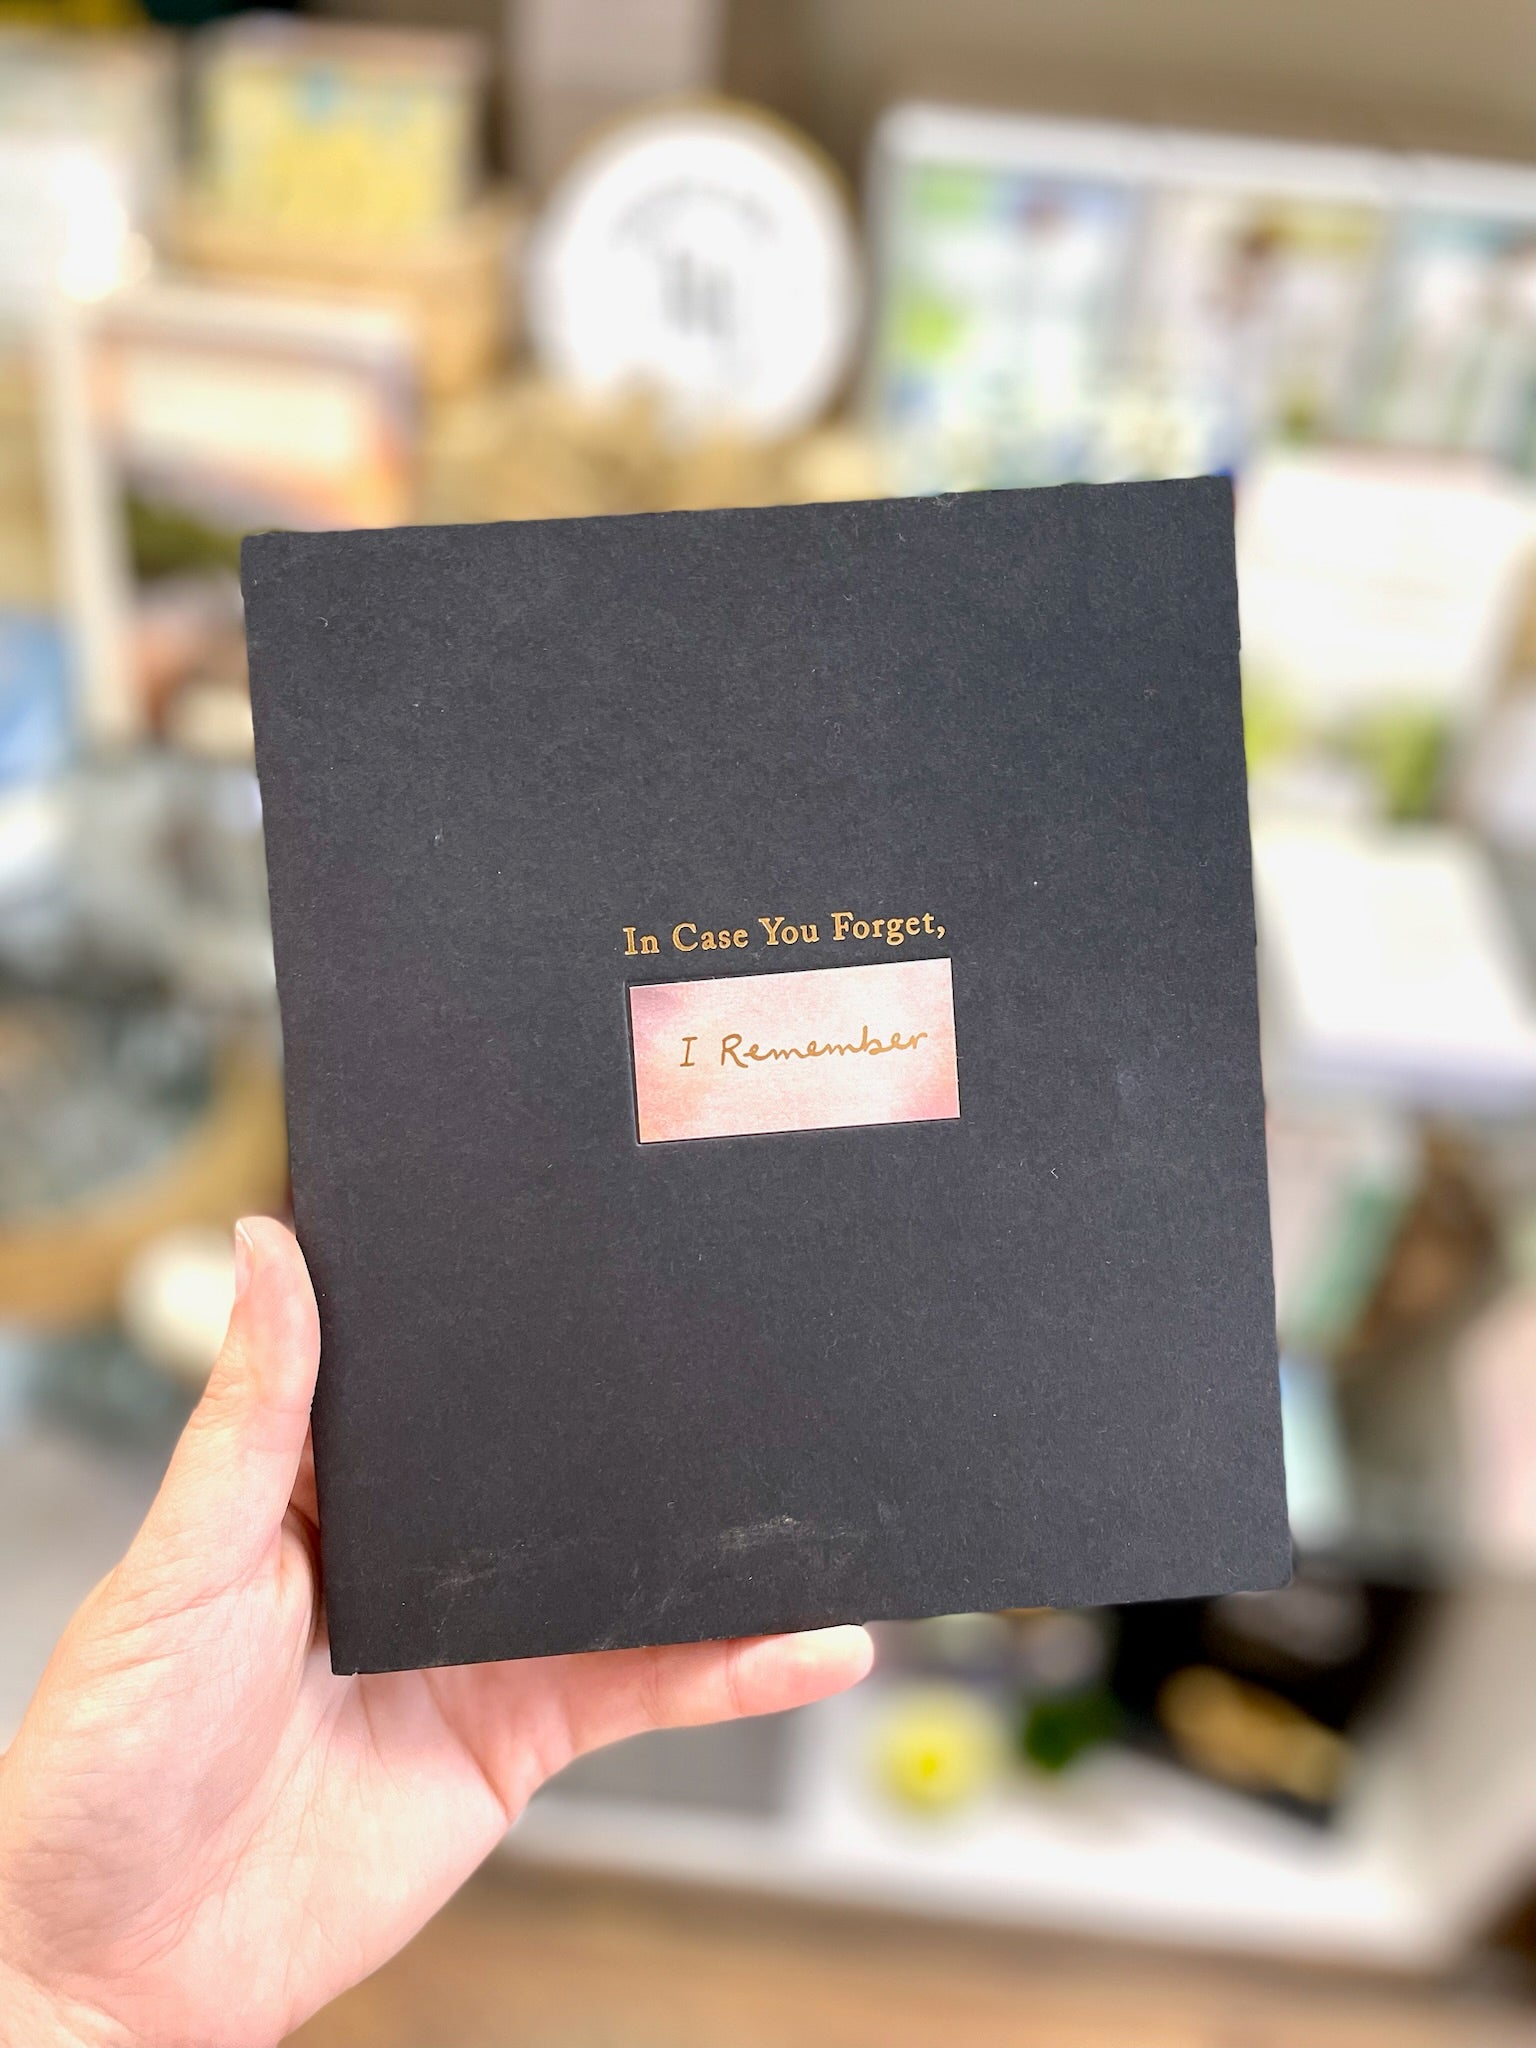 In Case You Forget,
I Remember